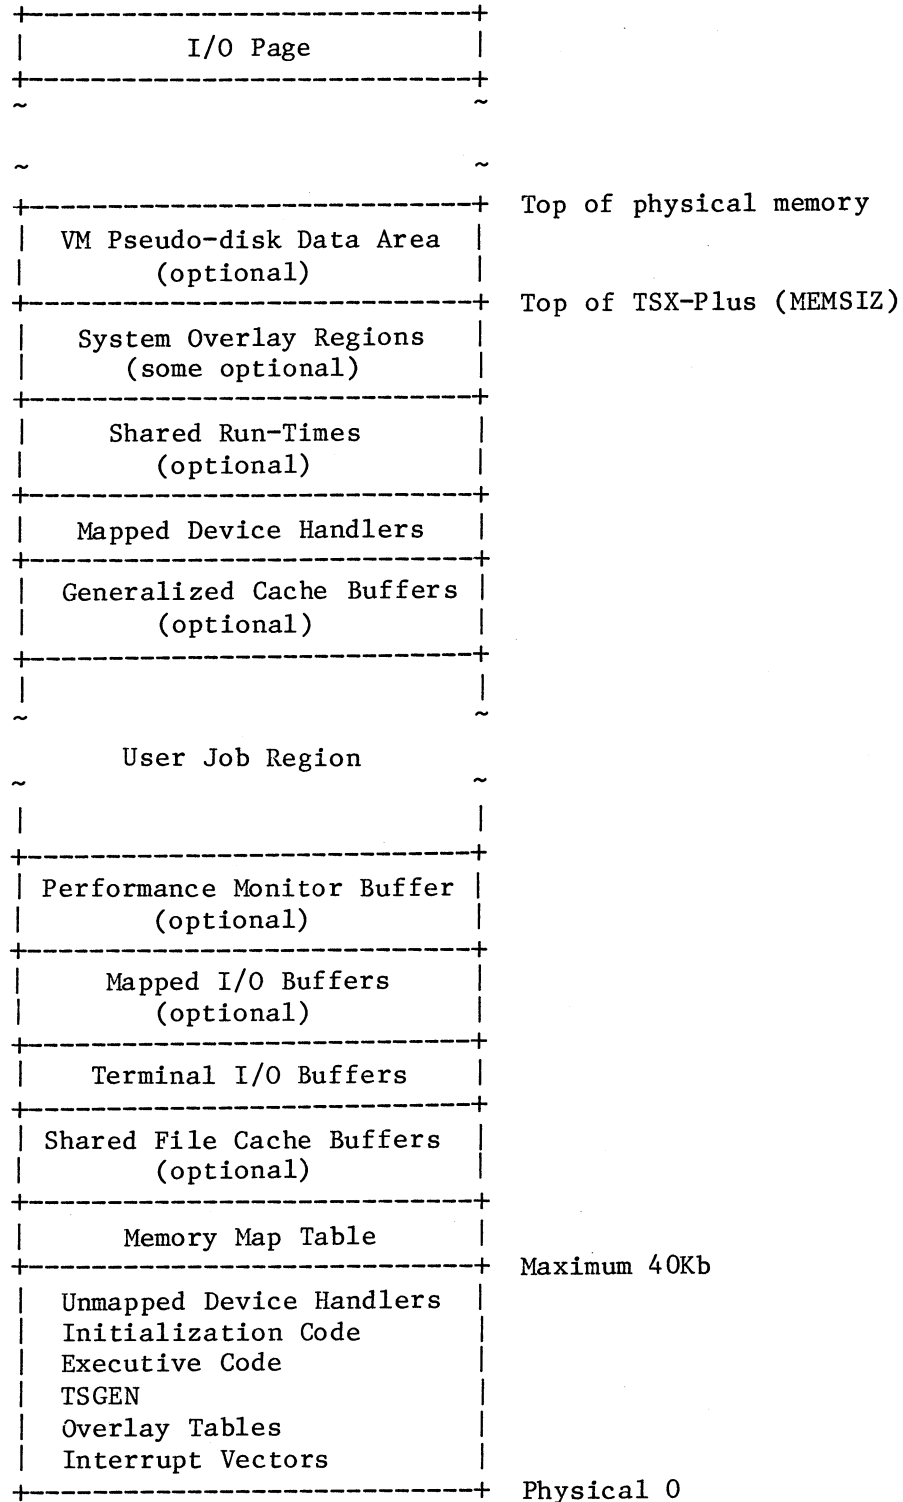 I/O Page
Top of physical memory
VM Pseudo-disk Data Area
(optional)
Top of TSX-Plus (MEMSIZ)
System Overlay Regions
(some optional)
Shared Run-Times
(optional)
Mapped Device Handlers
Generalized Cache Buffers
(optional)
User Job Region
Performance Monitor Buffer
(optional)
Mapped I/O Buffers
(optional)
Terminal I/O Buffers
Shared File Cache Buffers
(optional)
Memory Map Table
Maximum 40Kb
Unmapped Device Handlers
Initialization Code
Executive Code
TSGEN
Overlay Tables
Interrupt Vectors
Physical 0